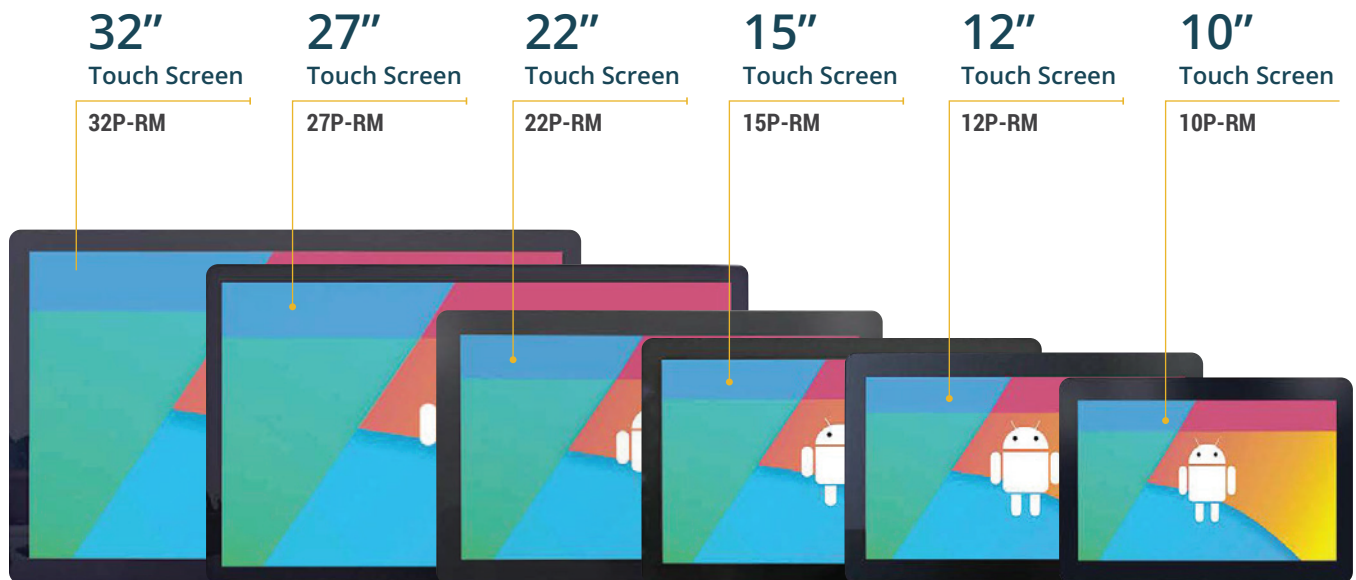 32”
Touch Screen
32P-RM
27”
Touch Screen
27P-RM
22”
Touch Screen
22P-RM
15”
Touch Screen
15P-RM
12”
Touch Screen
12P-RM
10”
Touch Screen
10P-RM